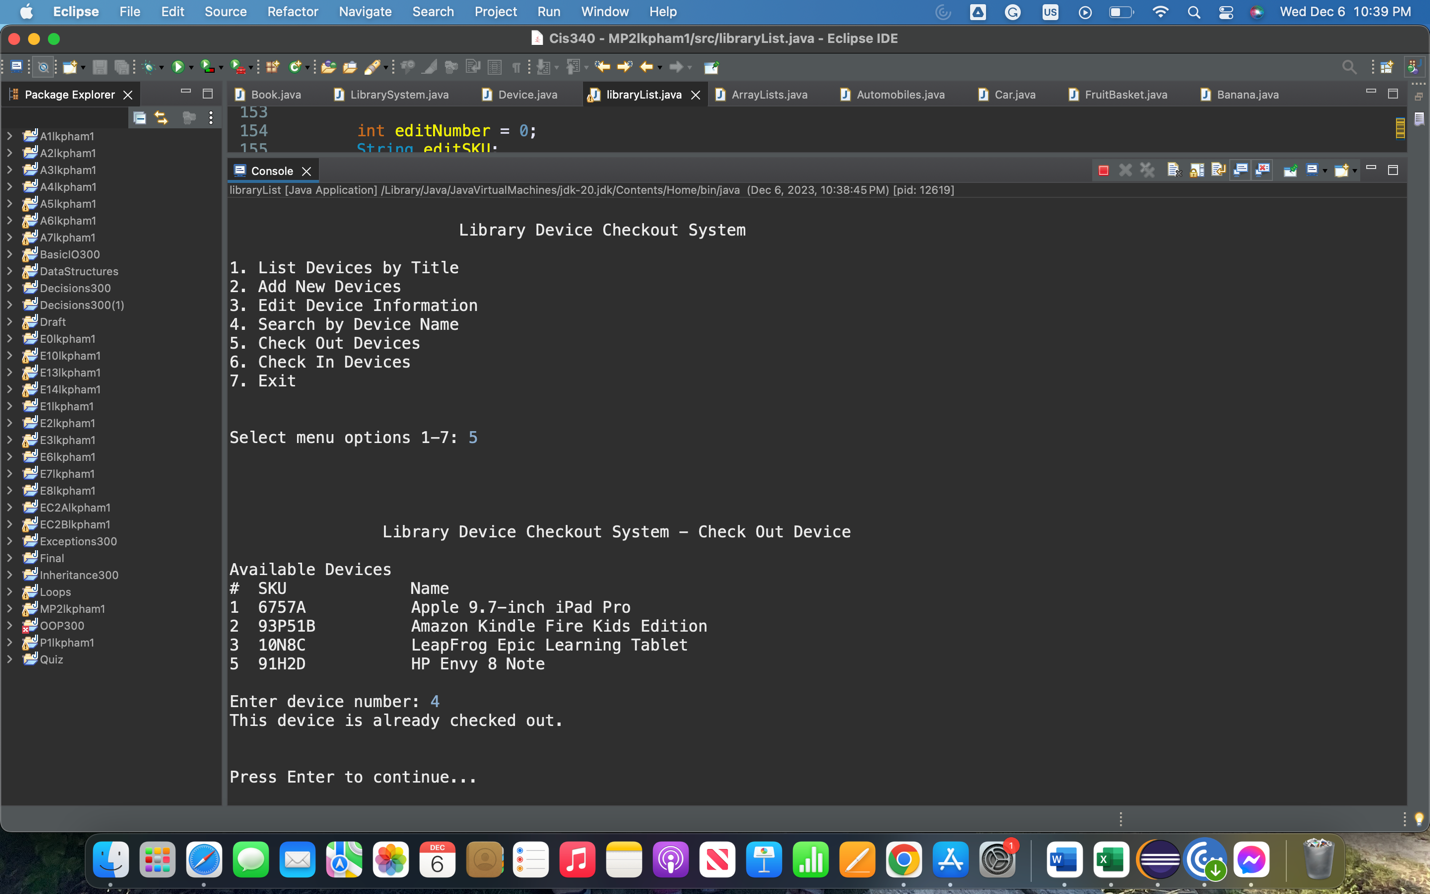 Eclipse File Edit Source Refactor Navigate Search Project Run Window Help US Wed Dec 6 10:39 PM
Cis340 - MP2lkpham1/src/libraryList.java - Eclipse IDE
Package Explorer
Book.java LibrarySystem.java Device.java libraryList.java ArrayLists.java Automobiles.java Car.java FruitBasket.java Banana.java
153
154 int editNumber = 0;
155 String editSKU;
Console
libraryList [Java Application] /Library/Java/JavaVirtualMachines/jdk-20.jdk/Contents/Home/bin/java (Dec 6, 2023, 10:38:45 PM) [pid: 12619]
A1lkpham1
A2lkpham1
A3lkpham1
A4lkpham1
A5lkpham1
A6lkpham1
A7lkpham1
BasicIO300
DataStructures
Decisions300
Decisions300(1)
Draft
E0lkpham1
E10lkpham1
E13lkpham1
E14lkpham1
E1lkpham1
E2lkpham1
E3lkpham1
E6lkpham1
E7lkpham1
E8lkpham1
EC2Alkpham1
EC2Blkpham1
Exceptions300
Final
Inheritance300
Loops
MP2lkpham1
OOP300
P1lkpham1
Quiz
Library Device Checkout System
1. List Devices by Title
2. Add New Devices
3. Edit Device Information
4. Search by Device Name
5. Check Out Devices
6. Check In Devices
7. Exit
Select menu options 1-7: 5
Library Device Checkout System - Check Out Device
Available Devices
# SKU Name
1 6757A Apple 9.7-inch iPad Pro
2 93P51B Amazon Kindle Fire Kids Edition
3 10N8C LeapFrog Epic Learning Tablet
5 91H2D HP Envy 8 Note
Enter device number: 4
This device is already checked out.
Press Enter to continue...
DEC
6
1